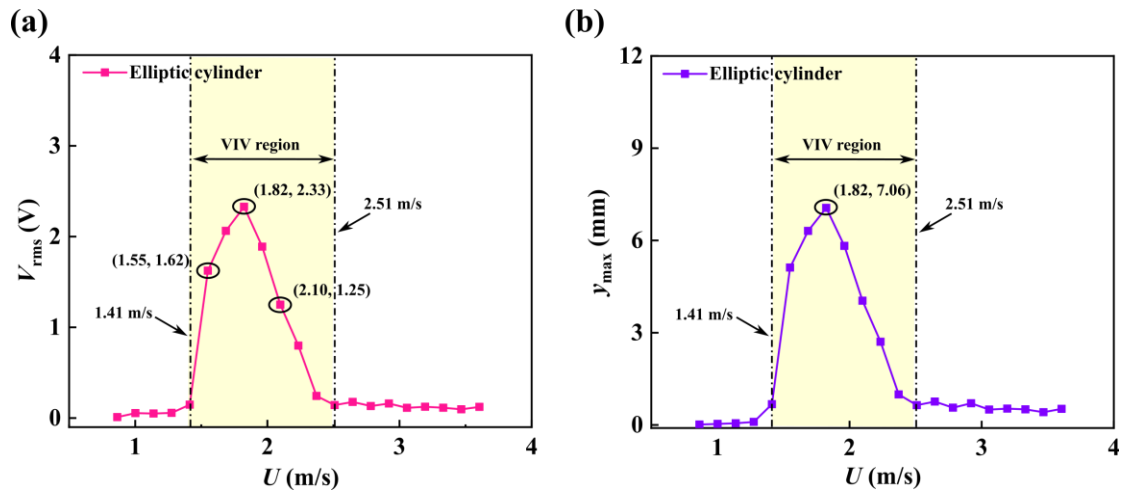 (a)
4
Elliptic cylinder
3
VIV region
(1.82, 2.33)
2.51 m/s
2
(1.55, 1.62)
(2.10, 1.25)
1.41 m/s
1
0
1
2
3
4
V_rms (V)
U (m/s)
(b)
12
Elliptic cylinder
9
VIV region
(1.82, 7.06)
2.51 m/s
6
1.41 m/s
3
0
1
2
3
4
y_max (mm)
U (m/s)